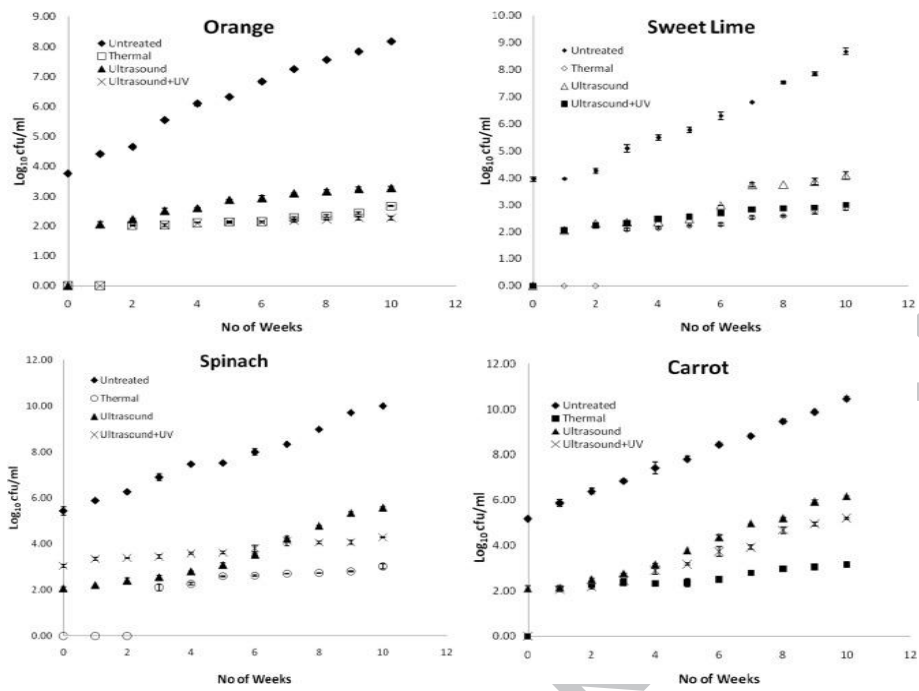 Orange
9.00
8.00
7.00
6.00
5.00
4.00
3.00
2.00
1.00
0.00
Log10 cfu/ml
Untreated
Thermal
Ultrasound
Ultrasound+UV
0 2 4 6 8 10 12
No of Weeks
Sweet Lime
10.00
9.00
8.00
7.00
6.00
5.00
4.00
3.00
2.00
1.00
0.00
Log10 cfu/ml
Untreated
Thermal
Ultrasound
Ultrasound+UV
0 2 4 6 8 10 12
No of Weeks
Spinach
12.00
10.00
8.00
6.00
4.00
2.00
0.00
Log10 cfu/ml
Untreated
Thermal
Ultrasound
Ultrasound+UV
0 2 4 6 8 10 12
No of Weeks
Carrot
12.00
10.00
8.00
6.00
4.00
2.00
0.00
Log10 cfu/ml
Untreated
Thermal
Ultrasound
Ultrasound+UV
0 2 4 6 8 10 12
No of Weeks